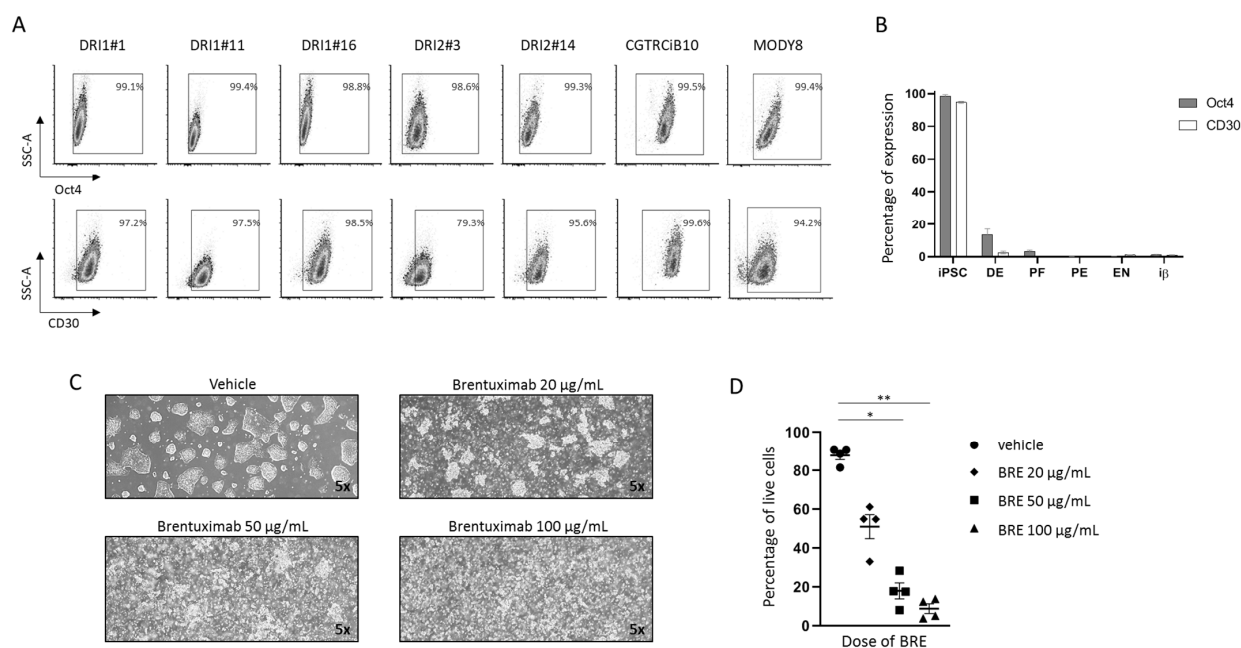 A
DRI1#1 DRI1#11 DRI1#16 DRI2#3 DRI2#14 CGTRCiB10 MODY8
99.1% 99.4% 98.8% 98.6% 99.3% 99.5% 99.4%
SSC-A
Oct4
97.2% 97.5% 98.5% 79.3% 95.6% 99.6% 94.2%
SSC-A
CD30
B
Percentage of expression
100
80
60
40
20
0
iPSC DE PF PE EN iβ
Oct4
CD30
C
Vehicle
5x
Brentuximab 20 µg/mL
5x
Brentuximab 50 µg/mL
5x
Brentuximab 100 µg/mL
5x
D
**
*
Percentage of live cells
100
80
60
40
20
0
Dose of BRE
vehicle
BRE 20 µg/mL
BRE 50 µg/mL
BRE 100 µg/mL